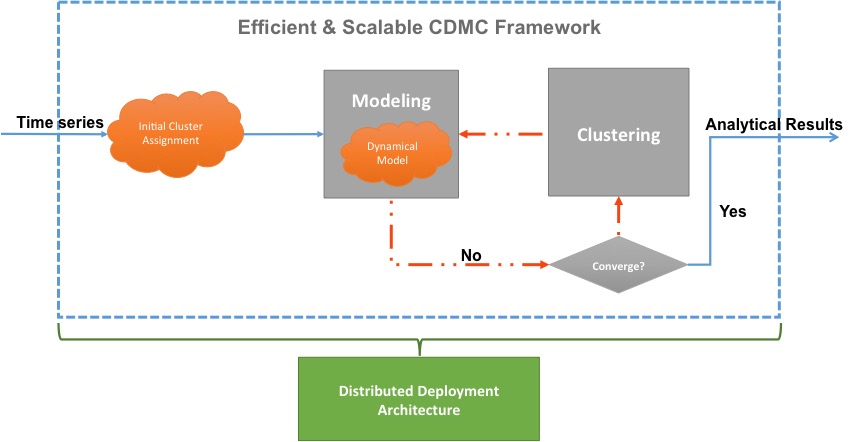 Efficient & Scalable CDMC Framework
Time series
Initial Cluster
Assignment
Modeling
Dynamical
Model
Clustering
Analytical Results
Yes
No
Converge?
Distributed Deployment
Architecture